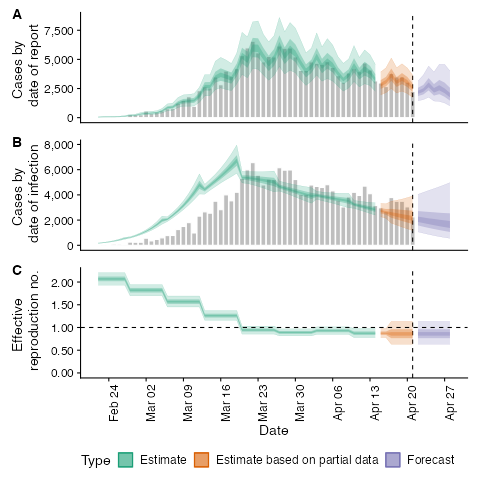 A
Cases by
date of report
7,500
5,000
2,500
0
B
Cases by
date of infection
8,000
6,000
4,000
2,000
0
C
Effective
reproduction no.
2.00
1.50
1.00
0.50
0.00
Feb 24
Mar 02
Mar 09
Mar 16
Mar 23
Mar 30
Apr 06
Apr 13
Apr 20
Apr 27
Date
Type
Estimate
Estimate based on partial data
Forecast